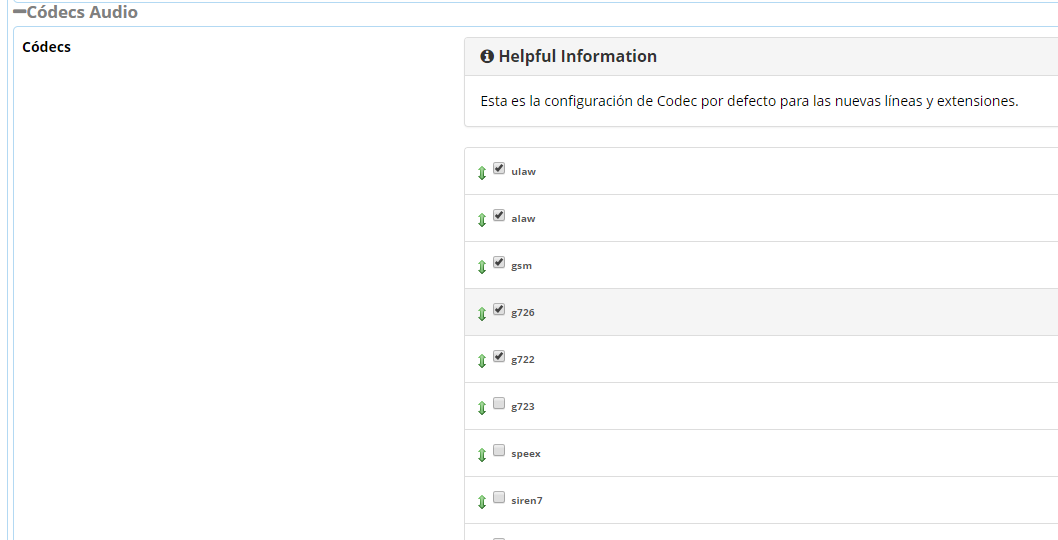 Códecs Audio
Códecs
Helpful Information
Esta es la configuración de Codec por defecto para las nuevas líneas y extensiones.
ulaw
alaw
gsm
g726
g722
g723
speex
siren7